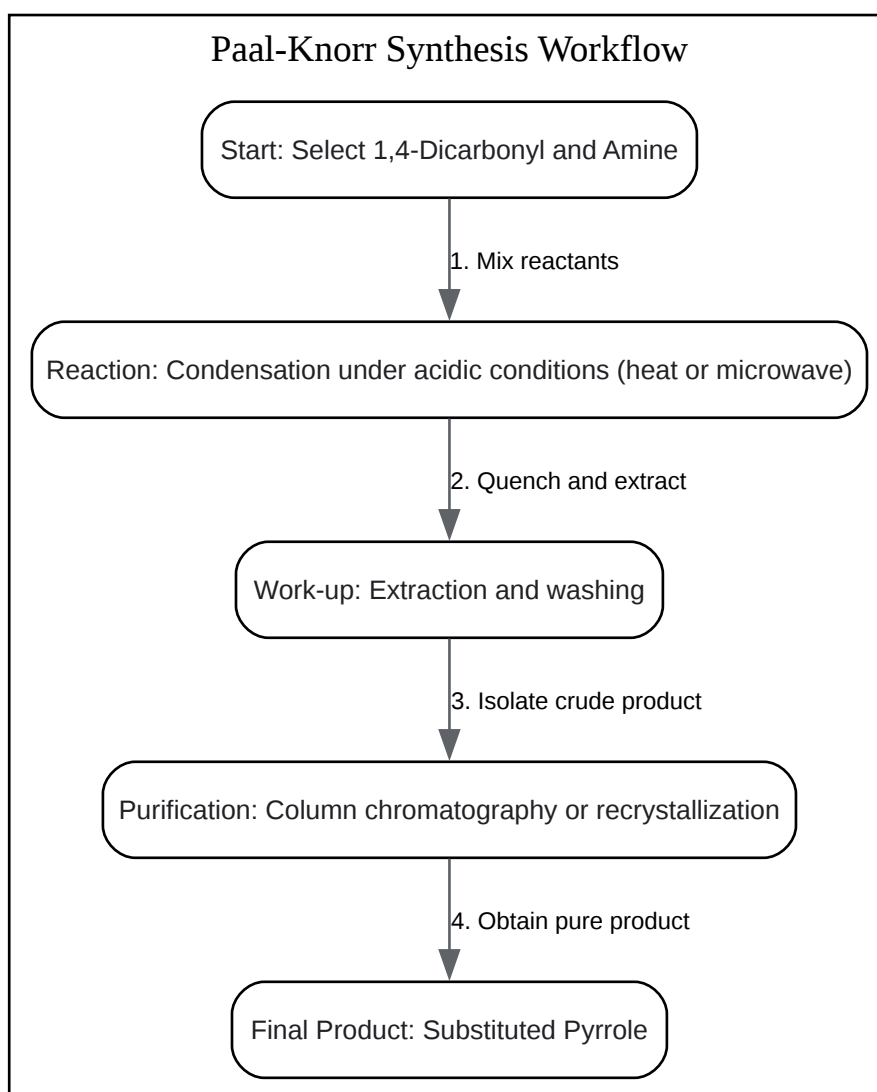 Paal-Knorr Synthesis Workflow
Start: Select 1,4-Dicarbonyl and Amine
1. Mix reactants
Reaction: Condensation under acidic conditions (heat or microwave)
2. Quench and extract
Work-up: Extraction and washing
3. Isolate crude product
Purification: Column chromatography or recrystallization
4. Obtain pure product
Final Product: Substituted Pyrrole